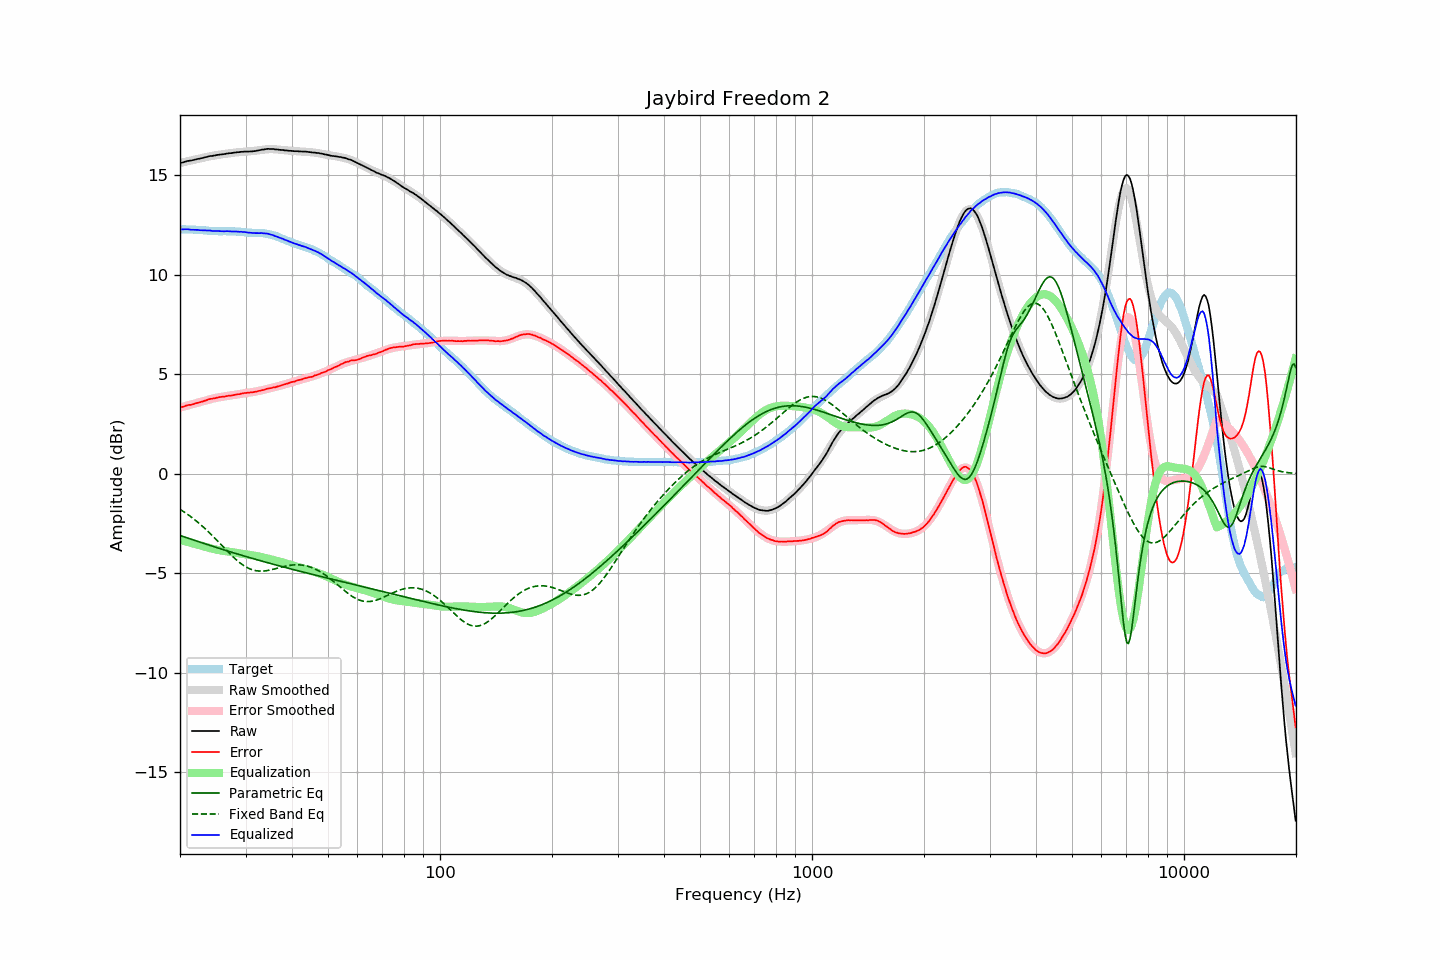 Jaybird Freedom 2
Amplitude (dBr)
15
10
5
0
−5
−10
−15
Target
Raw Smoothed
Error Smoothed
Raw
Error
Equalization
Parametric Eq
Fixed Band Eq
Equalized
100
1000
10000
Frequency (Hz)